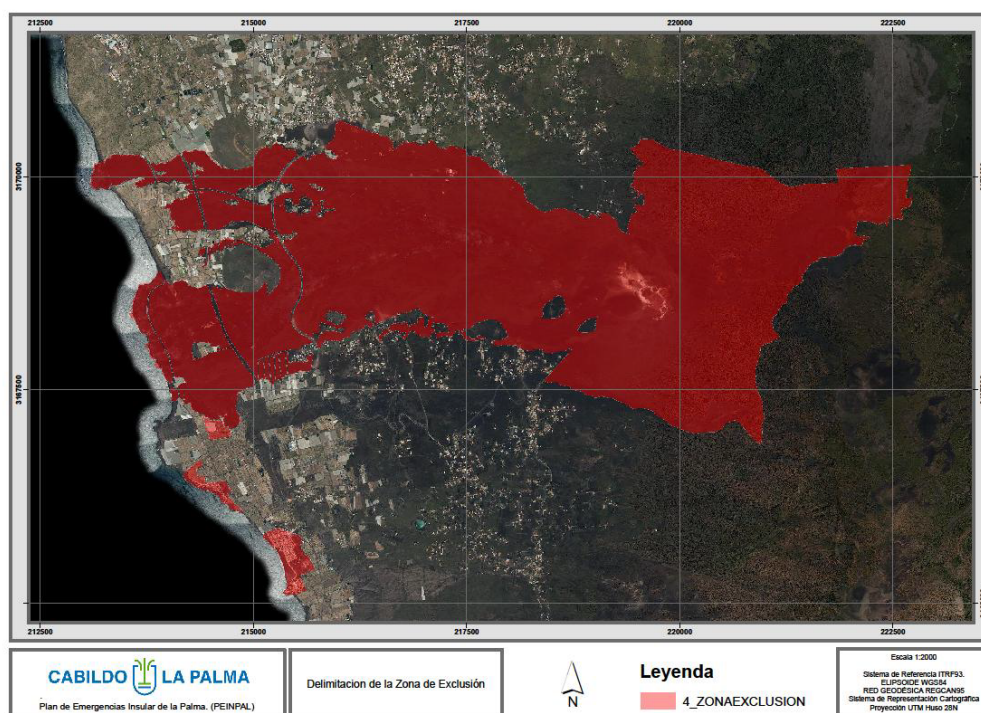 212500 215000 217500 220000 222500
3170000
3167500
212500 215000 217500 220000 222500
CABILDO LA PALMA
Plan de Emergencias Insular de la Palma. (PEINPAL)
Delimitacion de la Zona de Exclusión
N
Leyenda
4_ZONAEXCLUSION
Escala 1:2000
Sistema de Referencia ITRF93.
ELIPSOIDE WGS84
RED GEODÉSICA REGCAN95
Sistema de Representación Cartográfica
Proyección UTM Huso 28N